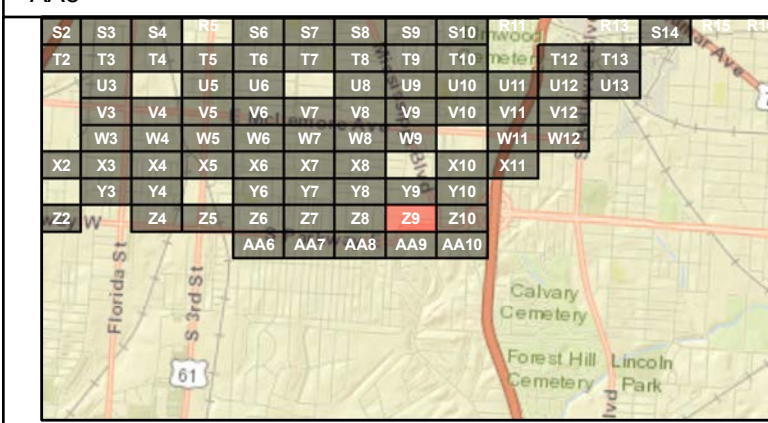 S2 S3 S4 R5 S6 S7 S8 S9 S10 R11 R13 S14 R15
T2 T3 T4 T5 T6 T7 T8 T9 T10 Cemetery T12 T13
U3 U5 U6 U8 U9 U10 U11 U12 U13
V3 V4 V5 V6 V7 V8 V9 V10 V11 V12
E McLemore Ave
W3 W4 W5 W6 W7 W8 W9 W11 W12
X2 X3 X4 X5 X6 X7 X8 X10 X11
Y3 Y4 Y6 Y7 Y8 Y9 Y10
Z2 W Z4 Z5 Z6 Z7 Z8 Z9 Z10
AA6 AA7 AA8 AA9 AA10
Florida St
S 3rd St
61
Calvary
Cemetery
Forest Hill
Cemetery
Lincoln
Park